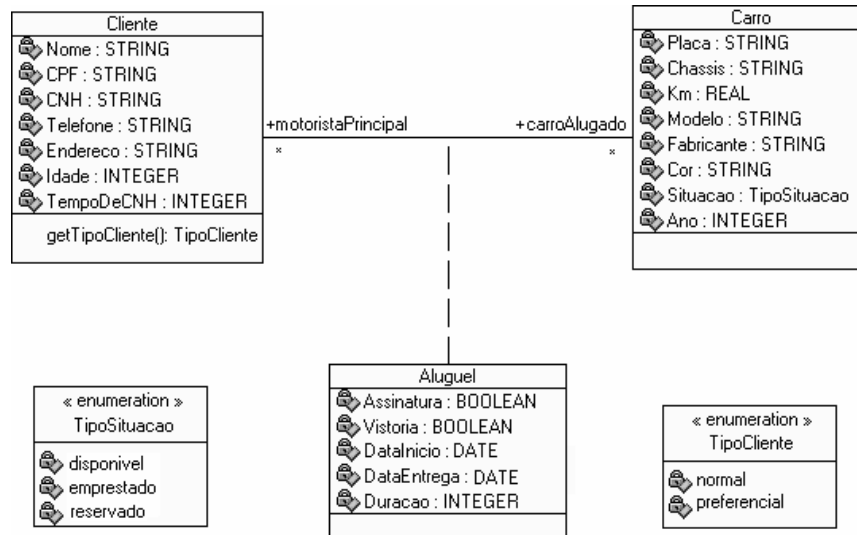 Cliente
Nome : STRING
CPF : STRING
CNH : STRING
Telefone : STRING
Endereco : STRING
Idade : INTEGER
TempoDeCNH : INTEGER
getTipoCliente(): TipoCliente
+motoristaPrincipal
*
+carroAlugado
*
Carro
Placa : STRING
Chassis : STRING
Km : REAL
Modelo : STRING
Fabricante : STRING
Cor : STRING
Situacao : TipoSituacao
Ano : INTEGER
« enumeration »
TipoSituacao
disponivel
emprestado
reservado
Aluguel
Assinatura : BOOLEAN
Vistoria : BOOLEAN
DataInicio : DATE
DataEntrega : DATE
Duracao : INTEGER
« enumeration »
TipoCliente
normal
preferencial